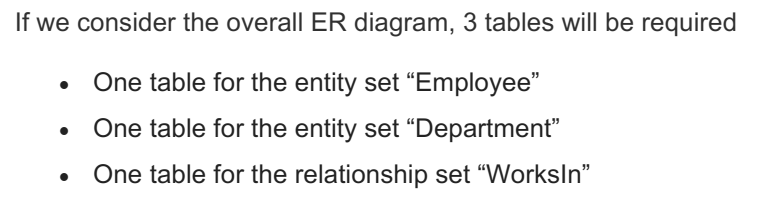 If we consider the overall ER diagram, 3 tables will be required
• One table for the entity set “Employee”
• One table for the entity set “Department”
• One table for the relationship set “WorksIn”